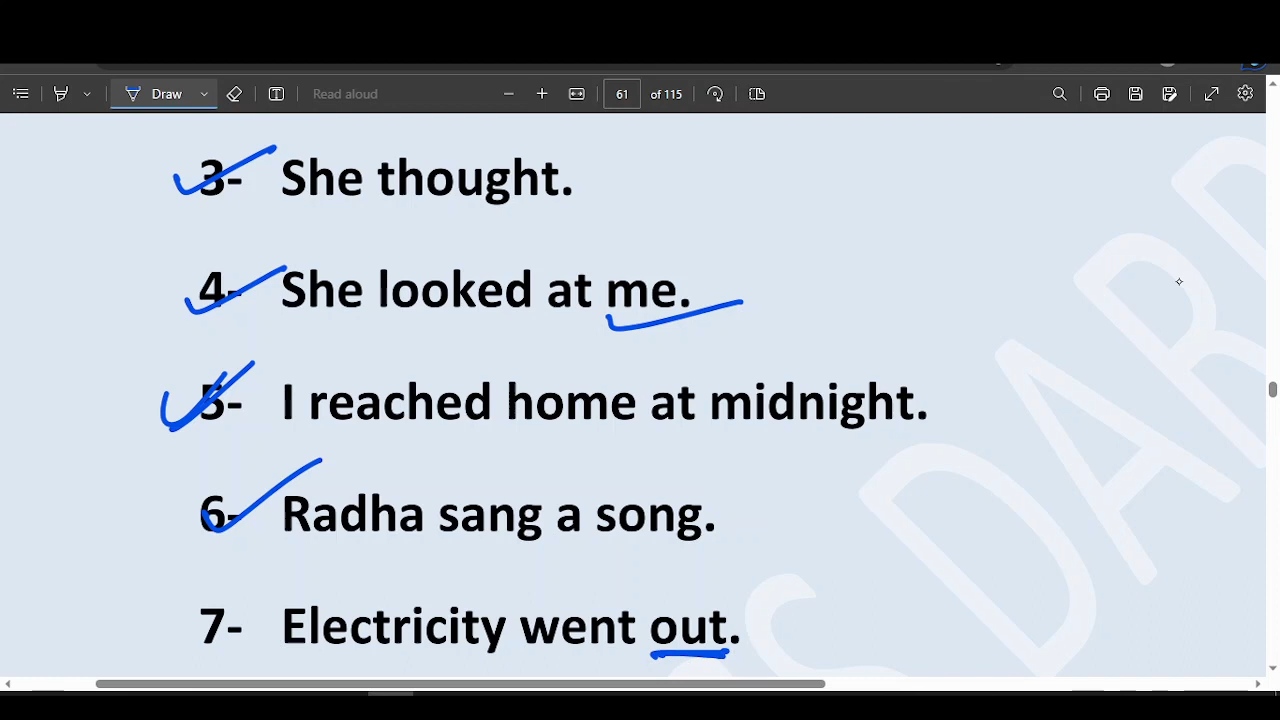 Draw
Read aloud
61 of 115
3- She thought.
4- She looked at me.
5- I reached home at midnight.
6- Radha sang a song.
7- Electricity went out.